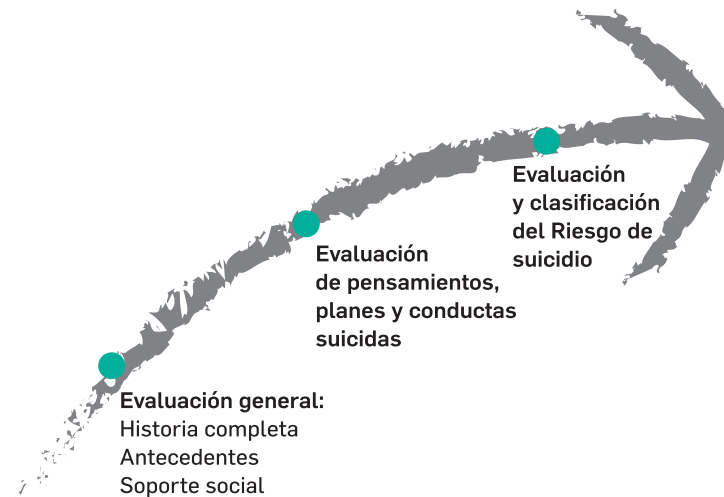 Evaluación
y clasificación
del Riesgo de
suicidio
Evaluación
de pensamientos,
planes y conductas
suicidas
Evaluación general:
Historia completa
Antecedentes
Soporte social